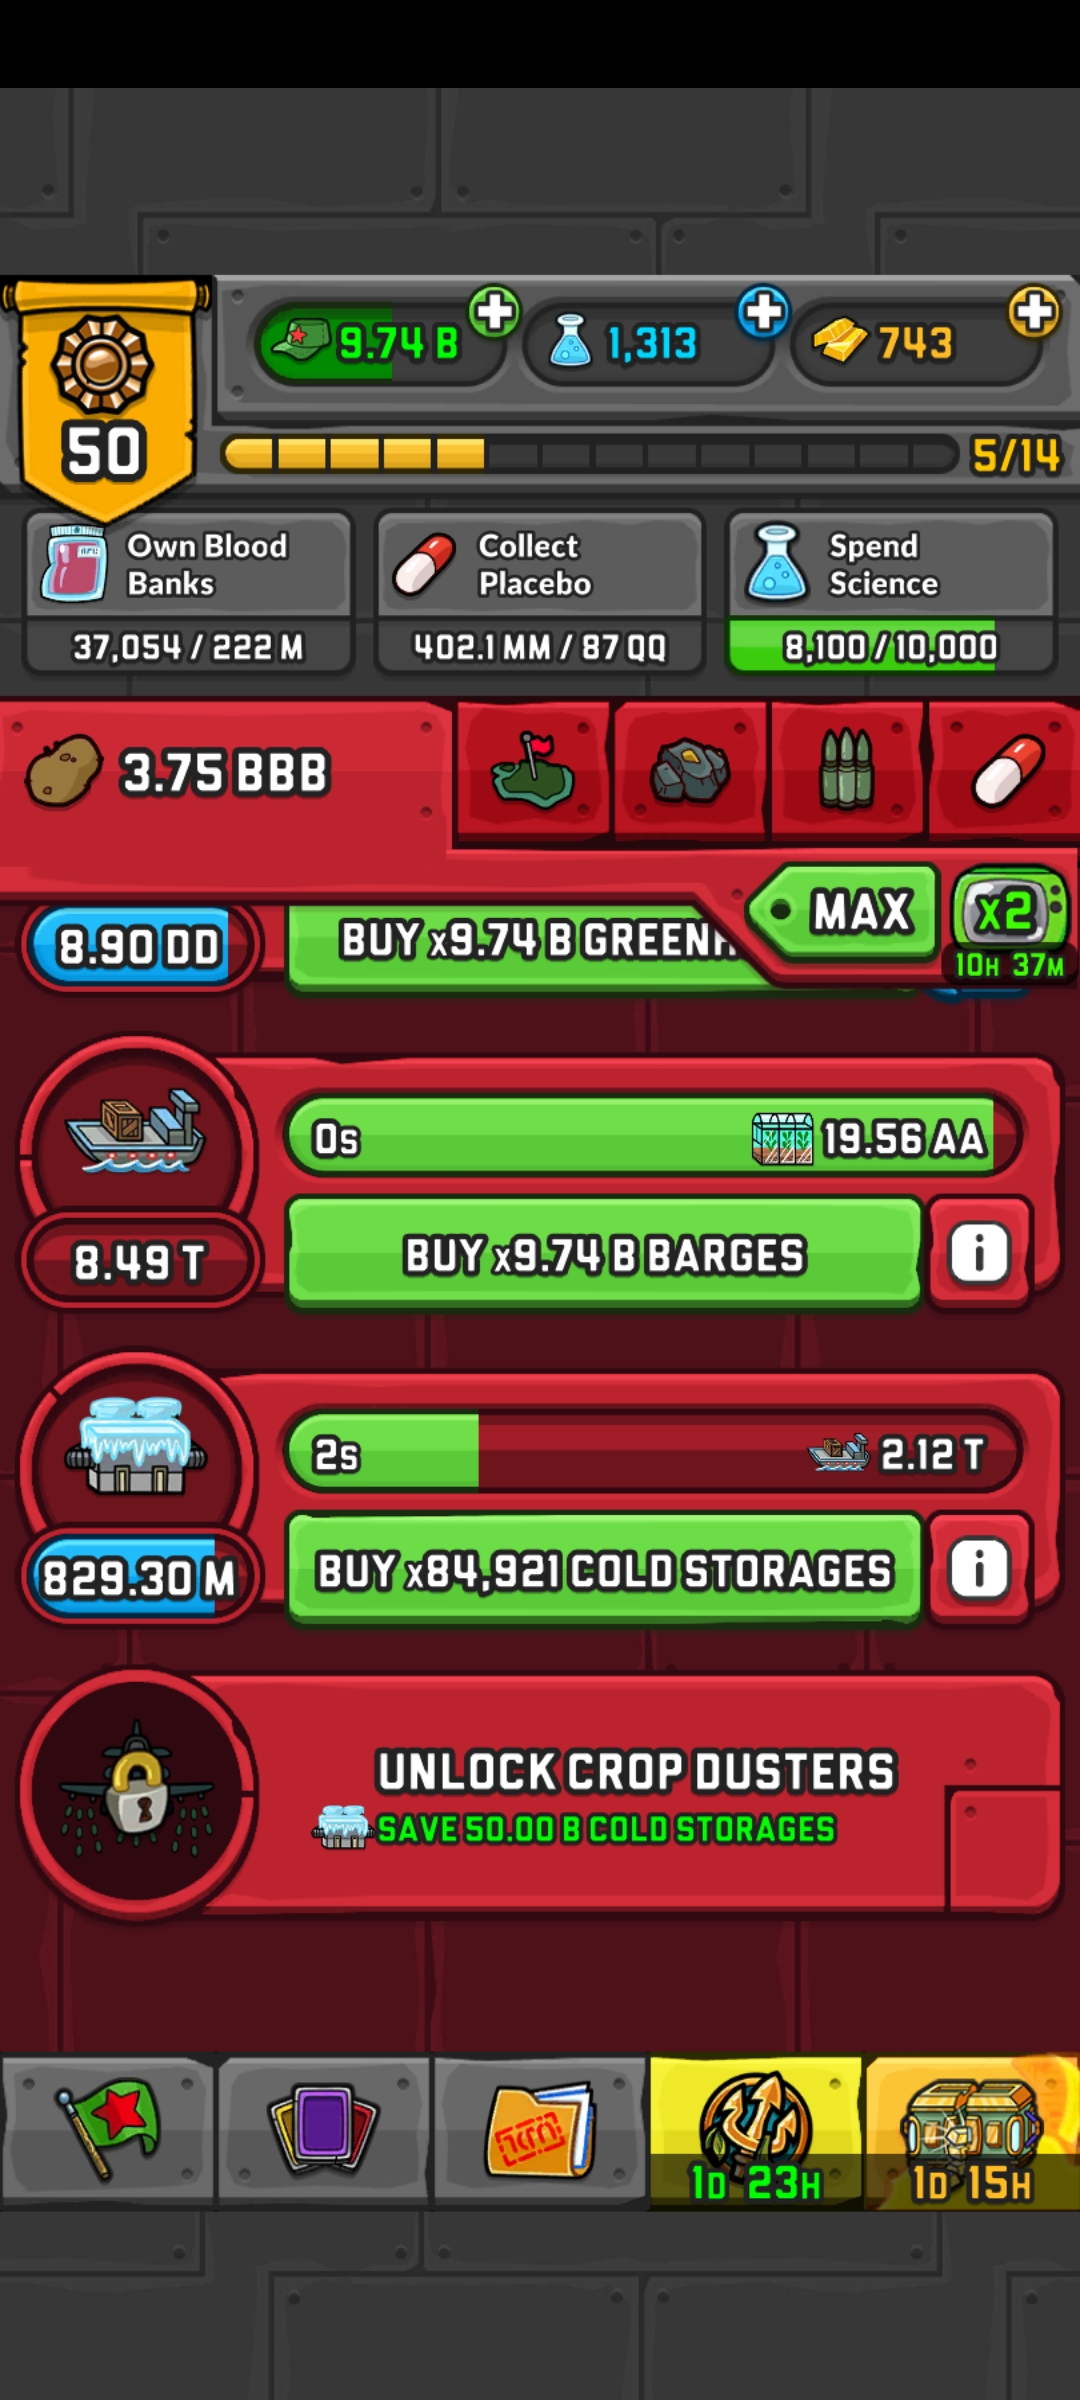 9.74 B
1,313
743
50
5/14
Own Blood
Banks
37,054 / 222 M
Collect
Placebo
402.1 MM / 87 QQ
Spend
Science
8,100 / 10,000
3.75 BBB
MAX
x2
10H 37M
8.90 DD
BUY x9.74 B
0s
19.56 AA
8.49 T
BUY x9.74 B BARGES
2s
2.12 T
829.30 M
BUY x84,921 COLD STORAGES
UNLOCK CROP DUSTERS
SAVE 50.00 B COLD STORAGES
1D 23H
1D 15H